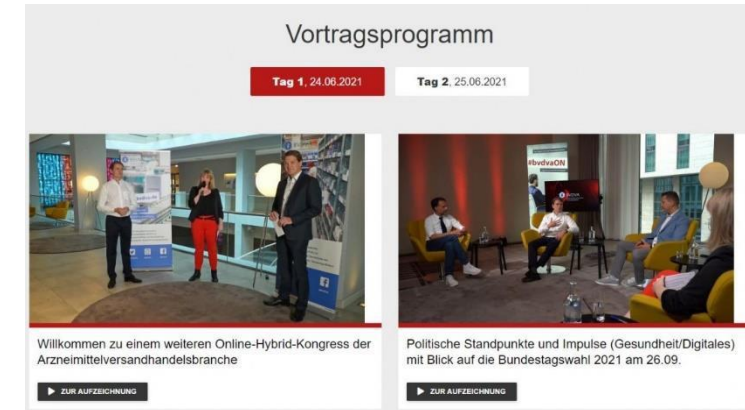 Vortragsprogramm
Tag 1, 24.06.2021
Tag 2, 25.06.2021
#bvdvaON
Willkommen zu einem weiteren Online-Hybrid-Kongress der
Arzneimittelversandhandelsbranche
Politische Standpunkte und Impulse (Gesundheit/Digitales)
mit Blick auf die Bundestagswahl 2021 am 26.09.
ZUR AUFZEICHNUNG
ZUR AUFZEICHNUNG